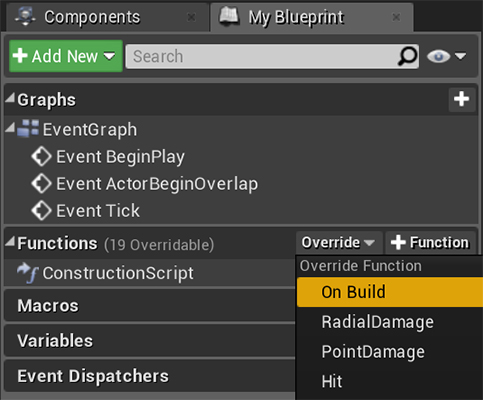 Components
My Blueprint
Add New
Search
Graphs
EventGraph
Event BeginPlay
Event ActorBeginOverlap
Event Tick
Functions (19 Overridable)
Override
+ Function
ConstructionScript
Override Function
On Build
RadialDamage
PointDamage
Hit
Macros
Variables
Event Dispatchers